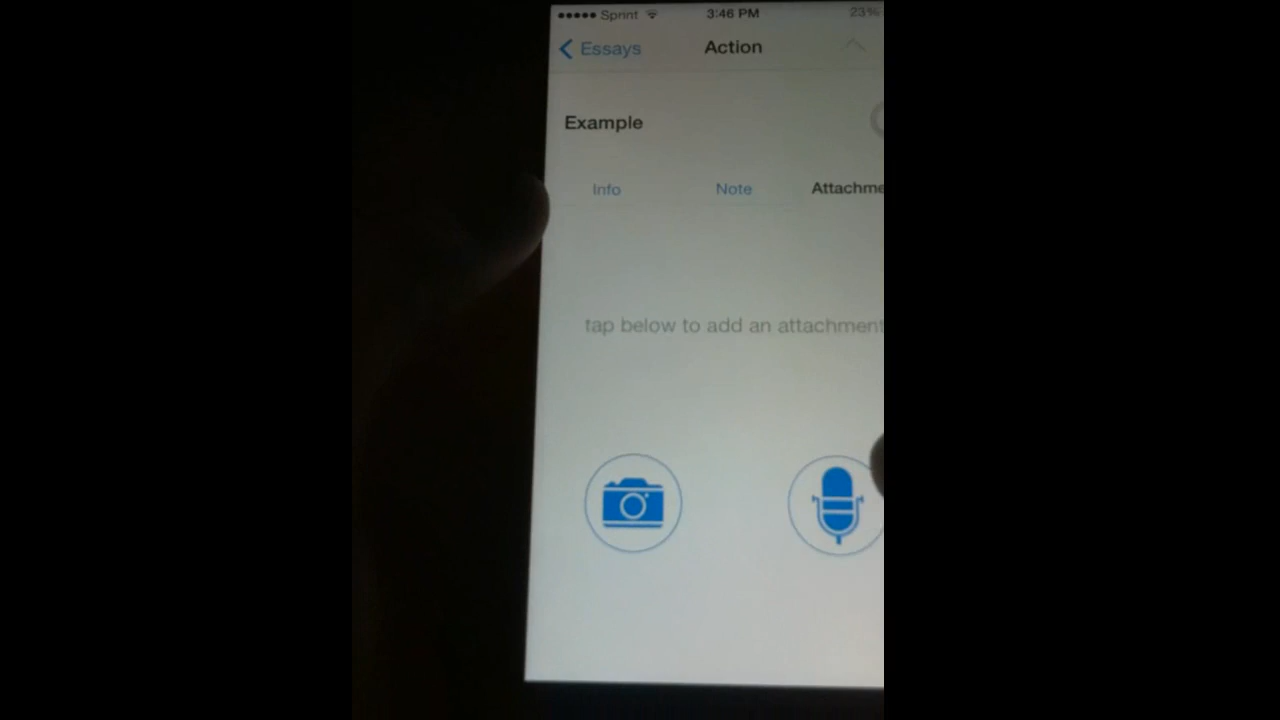 Sprint 3:46 PM 23%
Essays Action
Example
Info Note Attachme
tap below to add an attachment